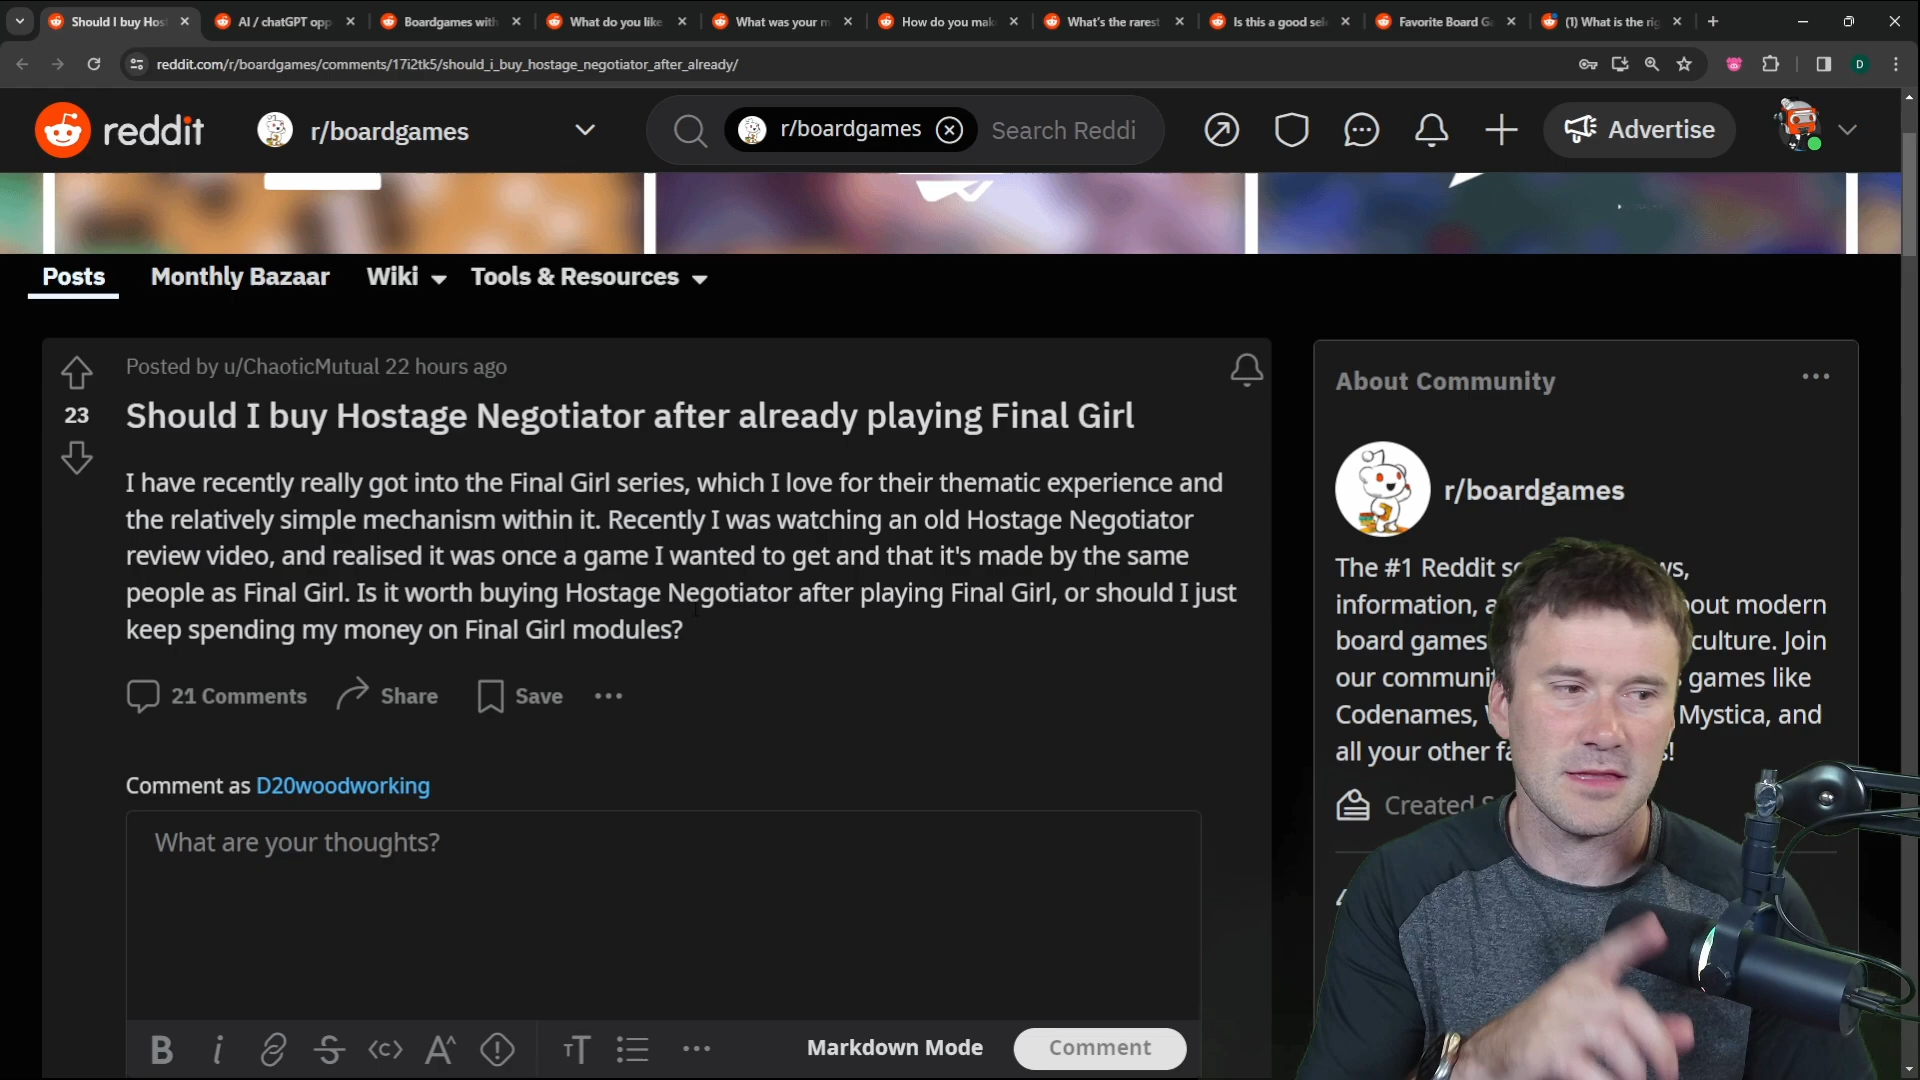 Should I buy Hos
AI / chatGPT opp
Boardgames with
What do you like
What was your m
How do you mak
What's the rarest
Is this a good sel
Favorite Board G
(1) What is the rig
reddit.com/r/boardgames/comments/17i2tk5/should_i_buy_hostage_negotiator_after_already/
D
reddit
r/boardgames
r/boardgames
Search Reddi
Advertise
Posts
Monthly Bazaar
Wiki
Tools & Resources
Posted by u/ChaoticMutual 22 hours ago
23
Should I buy Hostage Negotiator after already playing Final Girl
I have recently really got into the Final Girl series, which I love for their thematic experience and
the relatively simple mechanism within it. Recently I was watching an old Hostage Negotiator
review video, and realised it was once a game I wanted to get and that it's made by the same
people as Final Girl. Is it worth buying Hostage Negotiator after playing Final Girl, or should I just
keep spending my money on Final Girl modules?
21 Comments
Share
Save
Comment as D20woodworking
What are your thoughts?
B i
Markdown Mode
Comment
About Community
r/boardgames
The #1 Reddit
information,
modern
board games
culture. Join
our
games like
Codenames,
Mystica, and
all your other
Created